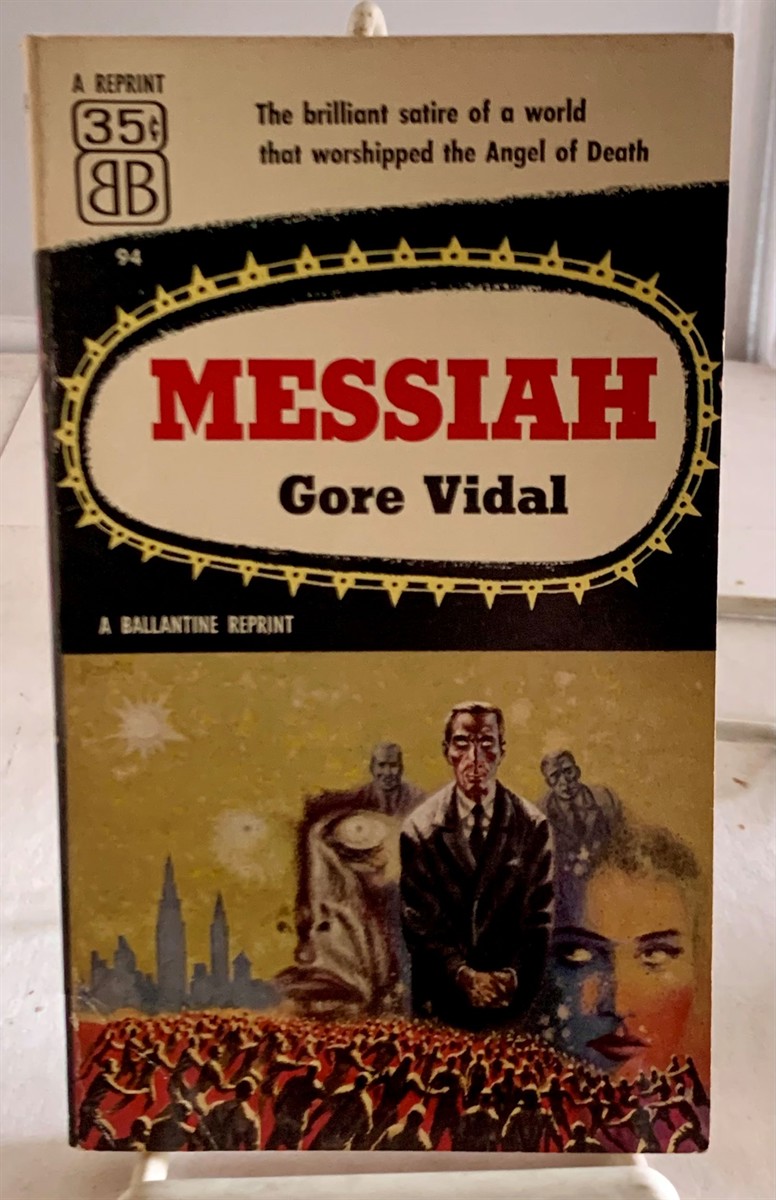 A REPRINT
35¢
BB
The brilliant satire of a world
that worshipped the Angel of Death
94
MESSIAH
Gore Vidal
A BALLANTINE REPRINT